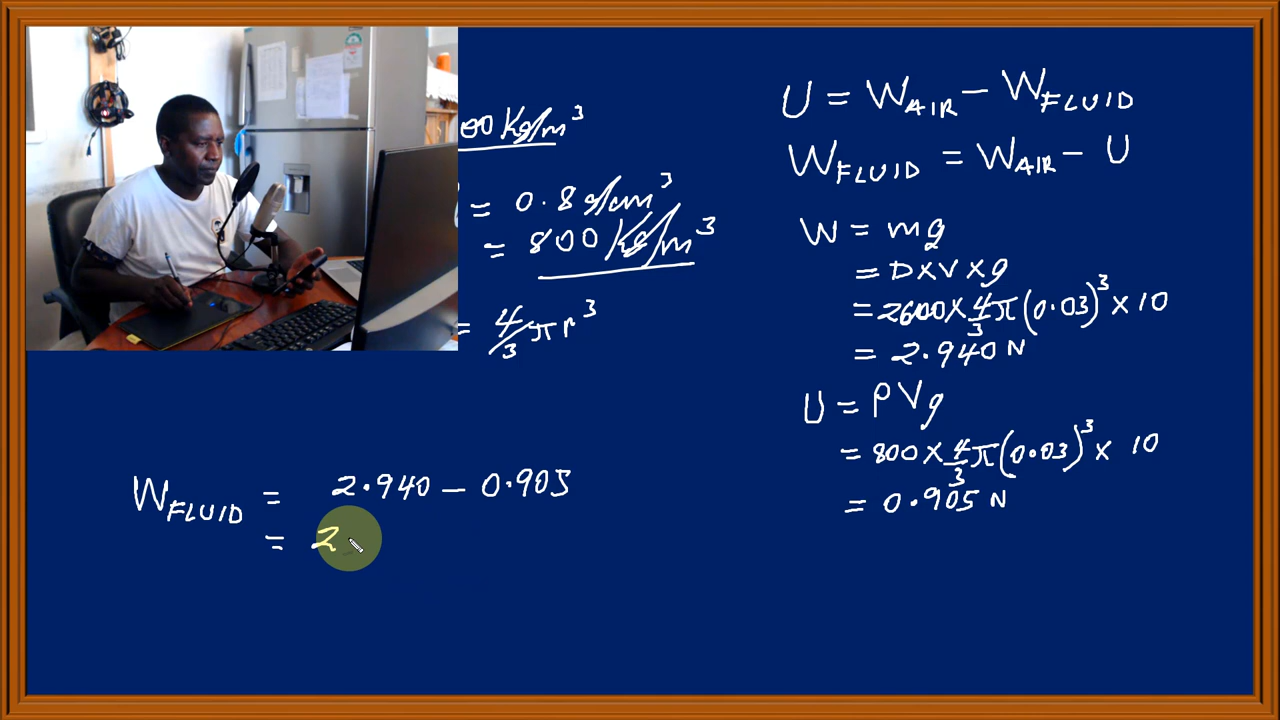 00 Kg/m³
= 0.8 g/cm³
= 800 Kg/m³
= 4/3 πr³
W_FLUID = 2.940 – 0.905
= 2
U = W_AIR – W_FLUID
W_FLUID = W_AIR – U
W = mg
= D×V×g
= 2600 × 4/3 π(0.03)³ × 10
= 2.940 N
U = ρVg
= 800 × 4/3 π(0.03)³ × 10
= 0.905 N